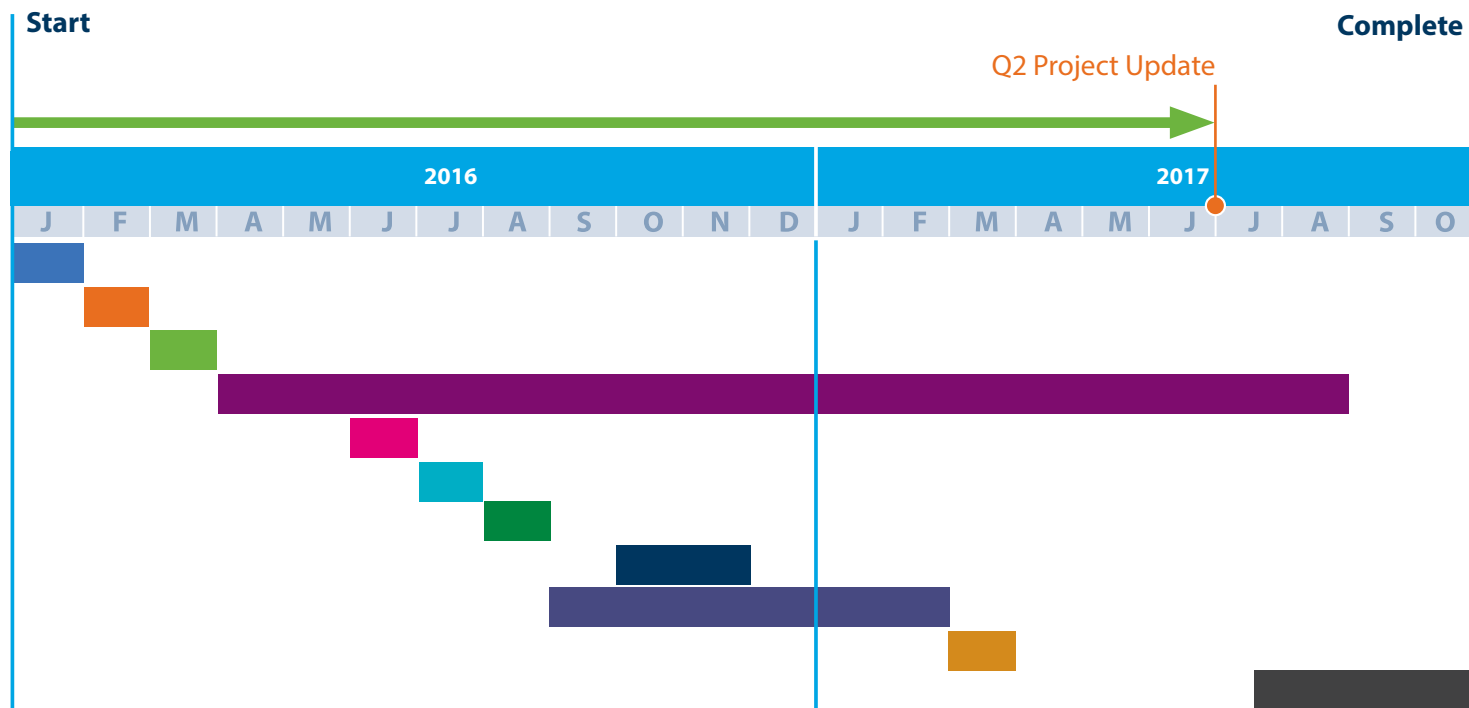 Start
Complete
Q2 Project Update
2016
2017
J F M A M J J A S O N D J F M A M J J A S O